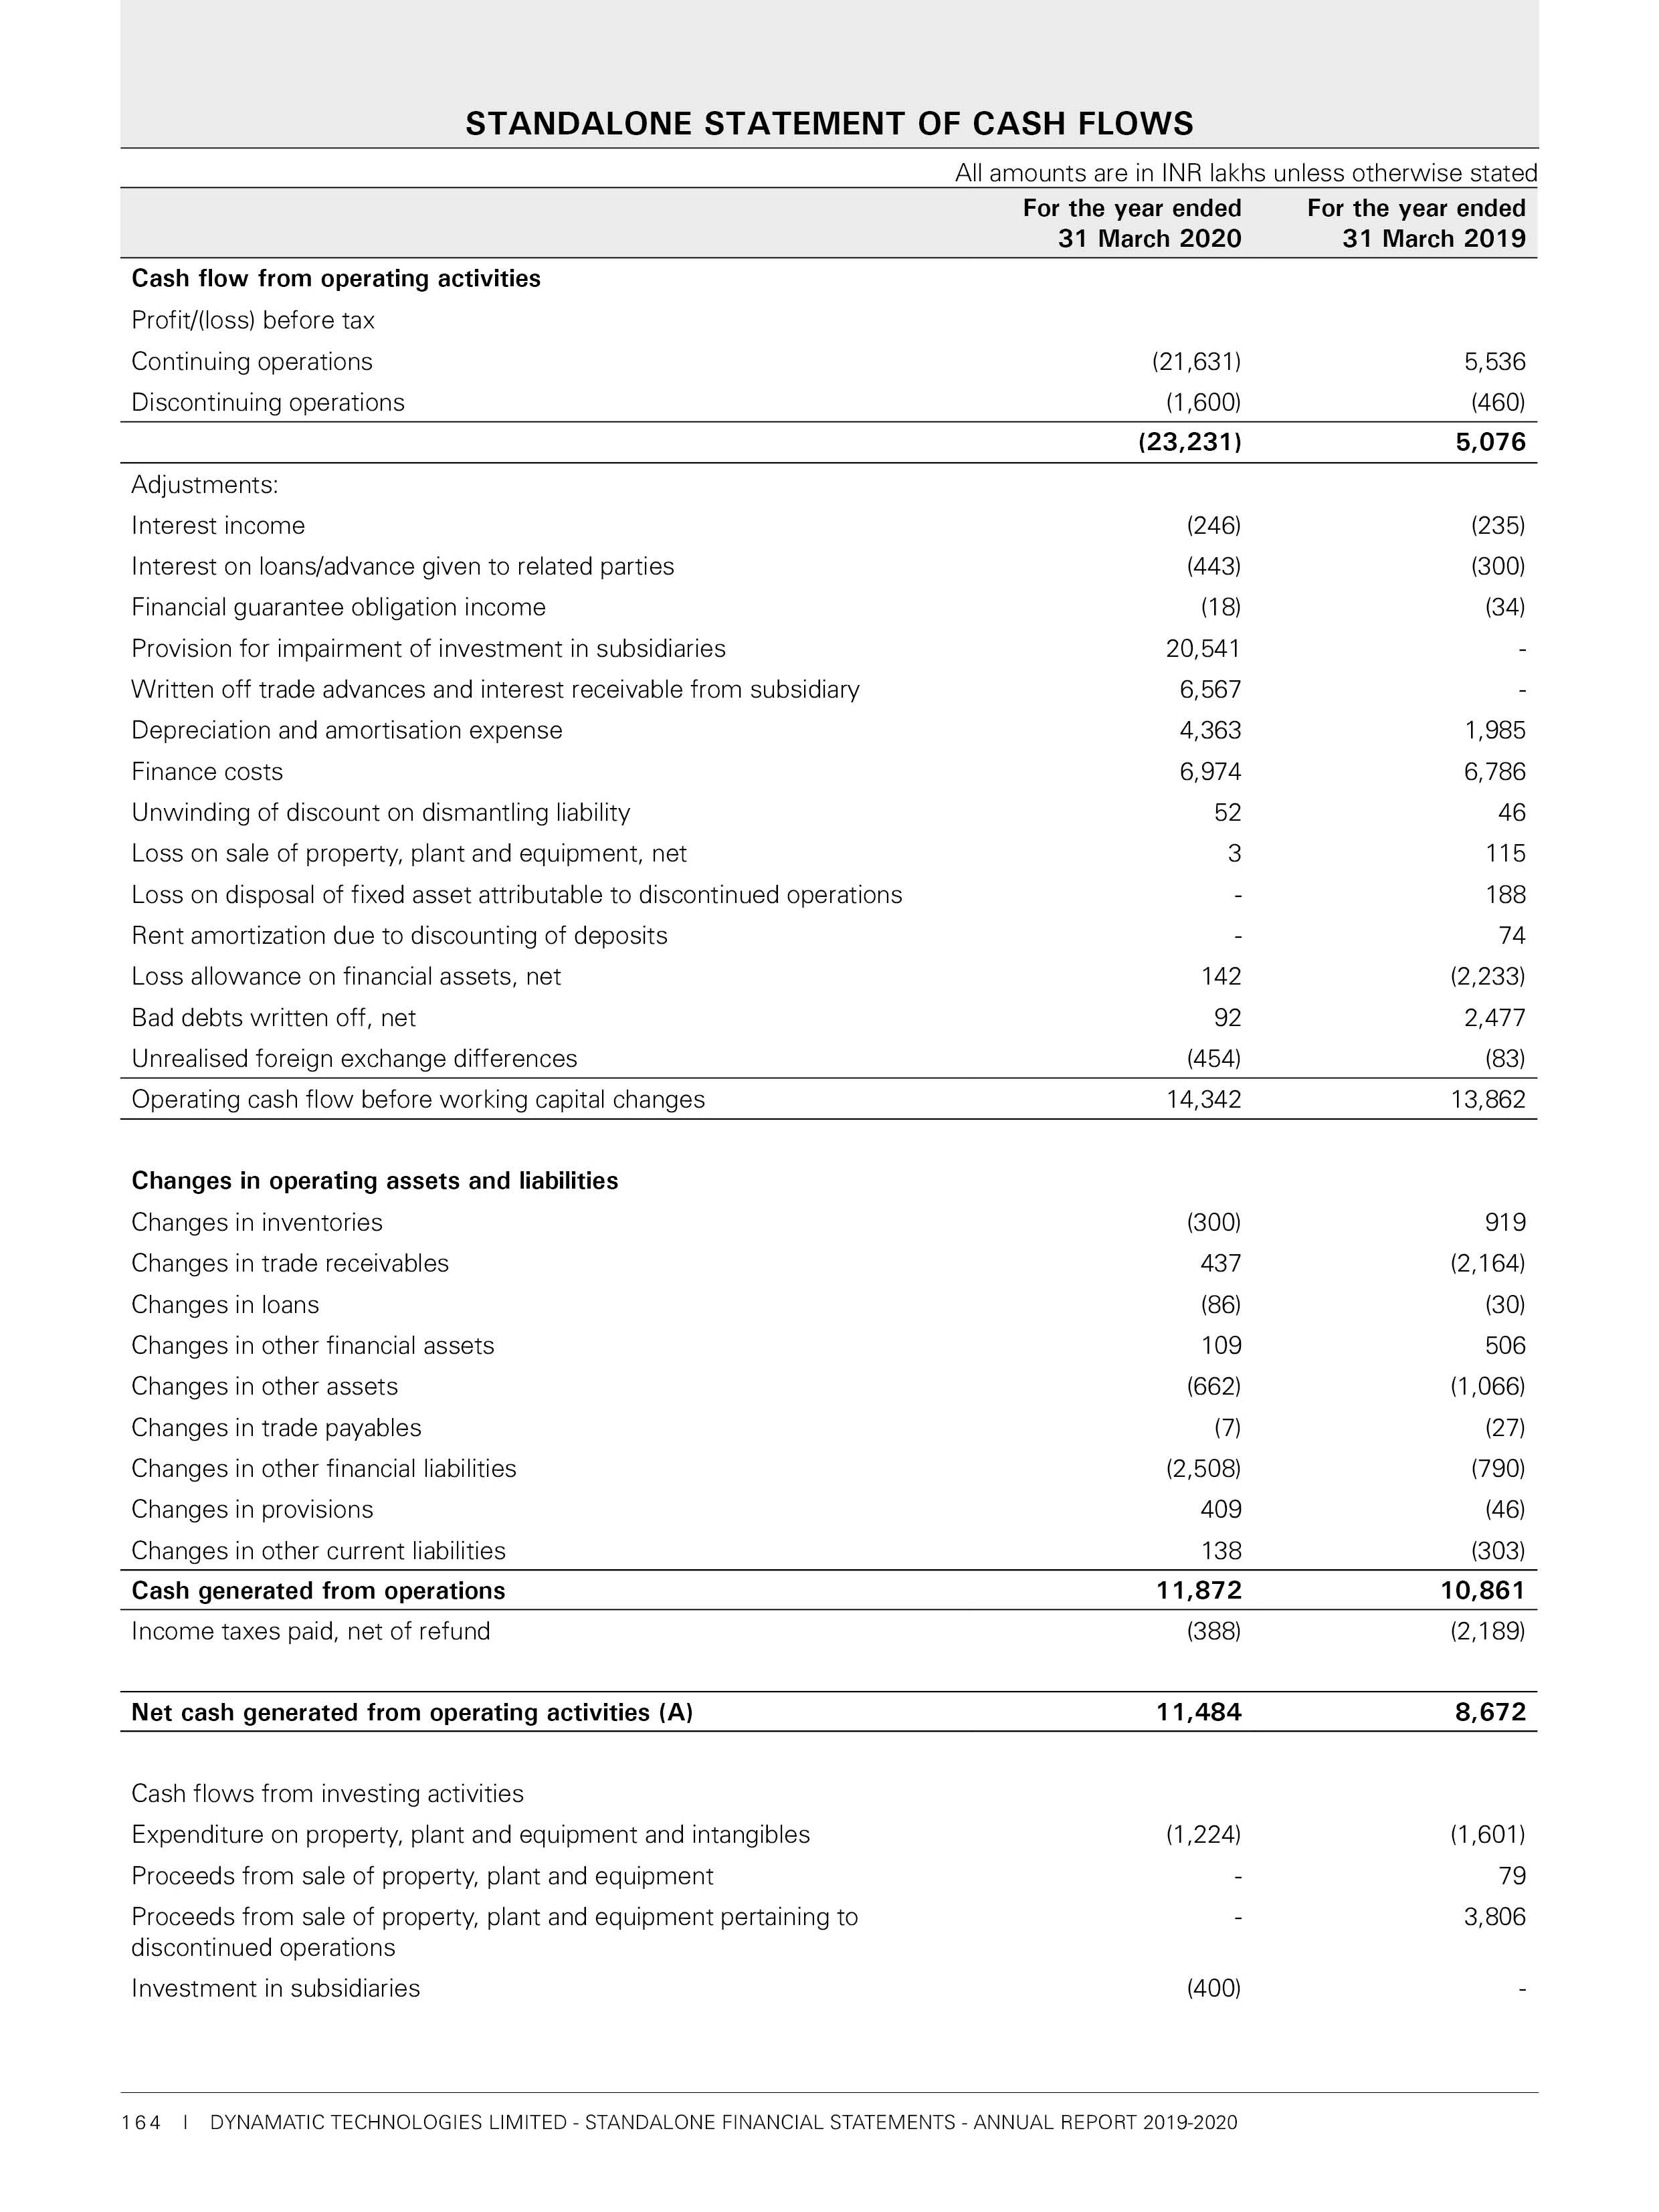 STANDALONE STATEMENT OF CASH FLOWS
All amounts are in INR lakhs unless otherwise stated
For the year ended 31 March 2020 For the year ended 31 March 2019
Cash flow from operating activities
Profit/(loss) before tax
Continuing operations (21,631) 5,536
Discontinuing operations (1,600) (460)
(23,231) 5,076
Adjustments:
Interest income (246) (235)
Interest on loans/advance given to related parties (443) (300)
Financial guarantee obligation income (18) (34)
Provision for impairment of investment in subsidiaries 20,541 -
Written off trade advances and interest receivable from subsidiary 6,567 -
Depreciation and amortisation expense 4,363 1,985
Finance costs 6,974 6,786
Unwinding of discount on dismantling liability 52 46
Loss on sale of property, plant and equipment, net 3 115
Loss on disposal of fixed asset attributable to discontinued operations - 188
Rent amortization due to discounting of deposits - 74
Loss allowance on financial assets, net 142 (2,233)
Bad debts written off, net 92 2,477
Unrealised foreign exchange differences (454) (83)
Operating cash flow before working capital changes 14,342 13,862
Changes in operating assets and liabilities
Changes in inventories (300) 919
Changes in trade receivables 437 (2,164)
Changes in loans (86) (30)
Changes in other financial assets 109 506
Changes in other assets (662) (1,066)
Changes in trade payables (7) (27)
Changes in other financial liabilities (2,508) (790)
Changes in provisions 409 (46)
Changes in other current liabilities 138 (303)
Cash generated from operations 11,872 10,861
Income taxes paid, net of refund (388) (2,189)
Net cash generated from operating activities (A) 11,484 8,672
Cash flows from investing activities
Expenditure on property, plant and equipment and intangibles (1,224) (1,601)
Proceeds from sale of property, plant and equipment - 79
Proceeds from sale of property, plant and equipment pertaining to - 3,806
discontinued operations
Investment in subsidiaries (400) -
164 I DYNAMATIC TECHNOLOGIES LIMITED - STANDALONE FINANCIAL STATEMENTS - ANNUAL REPORT 2019-2020